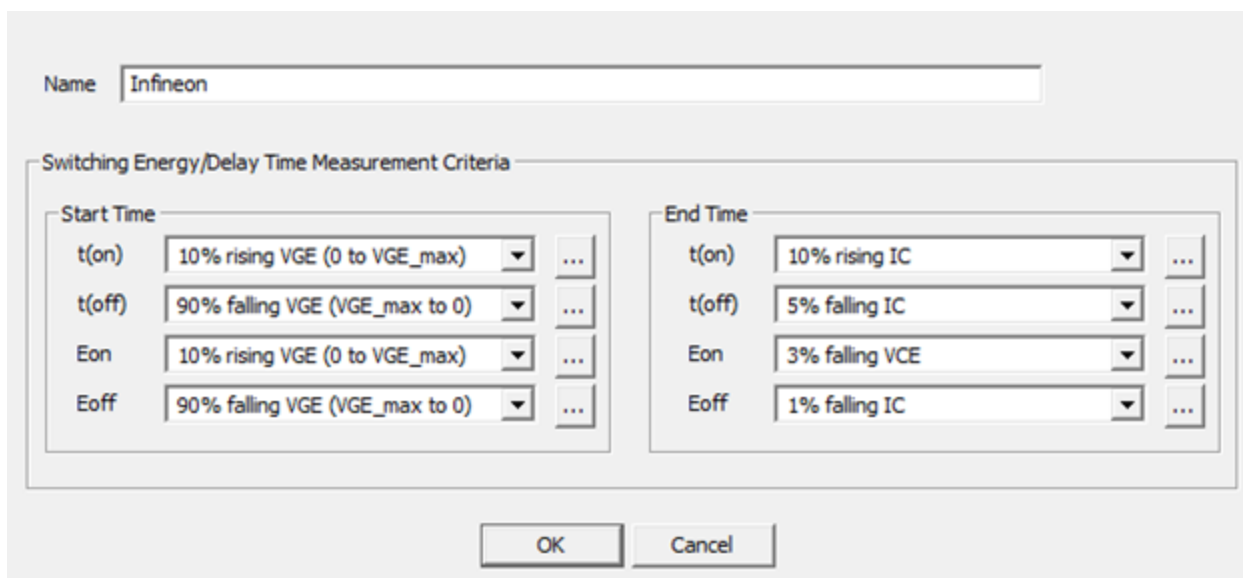 Name Infineon
Switching Energy/Delay Time Measurement Criteria
Start Time
t(on) 10% rising VGE (0 to VGE_max) ...
t(off) 90% falling VGE (VGE_max to 0) ...
Eon 10% rising VGE (0 to VGE_max) ...
Eoff 90% falling VGE (VGE_max to 0) ...
End Time
t(on) 10% rising IC ...
t(off) 5% falling IC ...
Eon 3% falling VCE ...
Eoff 1% falling IC ...
OK Cancel